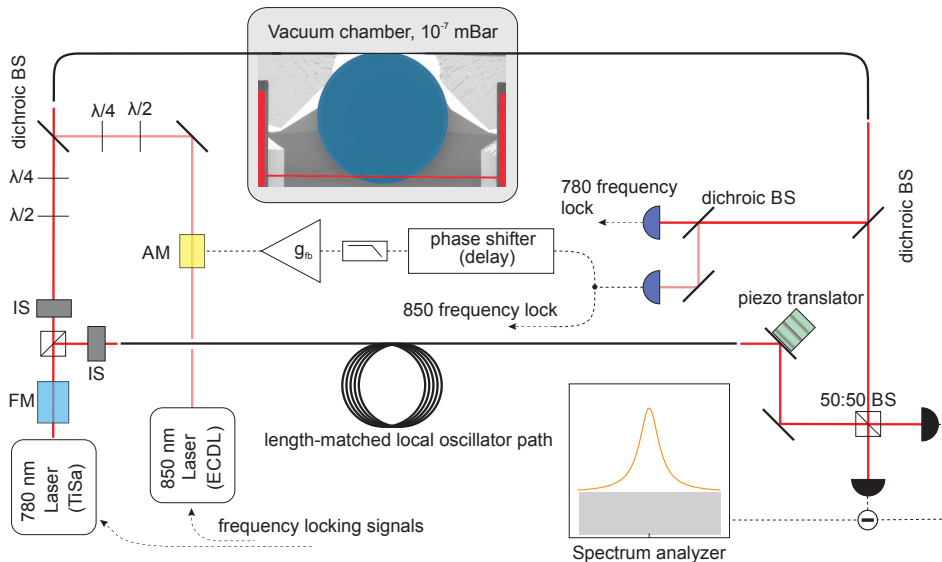 Vacuum chamber, 10⁻⁷ mBar
dichroic BS
λ/4
λ/2
λ/4
λ/2
780 frequency
lock
dichroic BS
dichroic BS
AM
g_fb
phase shifter
(delay)
850 frequency lock
piezo translator
IS
IS
FM
50:50 BS
length-matched local oscillator path
780 nm
Laser
(TiSa)
850 nm
Laser
(ECDL)
frequency locking signals
Spectrum analyzer